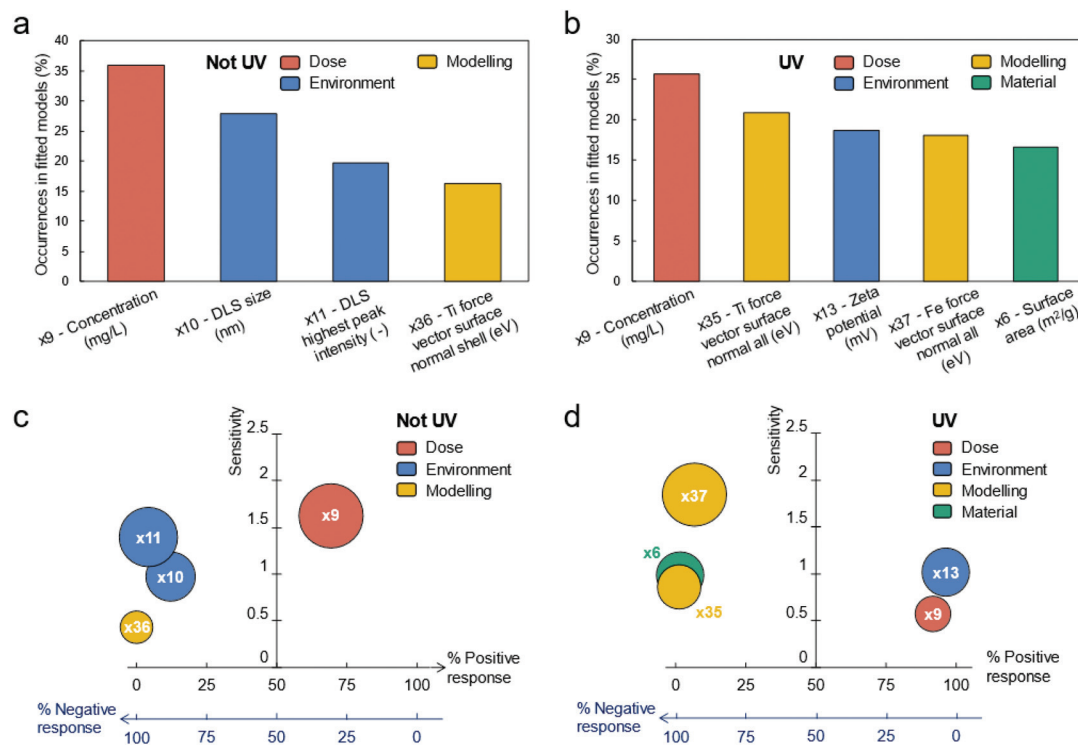 a
Not UV
Dose
Environment
Modelling
Occurrences in fitted models (%)
40
35
30
25
20
15
10
5
0
x9 - Concentration
(mg/L)
x10 - DLS size
(nm)
x11 - DLS
highest peak
intensity (-)
x36 - Ti force
vector surface
normal shell (eV)
b
UV
Dose
Environment
Modelling
Material
Occurrences in fitted models (%)
30
25
20
15
10
5
0
x9 - Concentration
(mg/L)
x35 - Ti force
vector surface
normal all (eV)
x13 - Zeta
potential
(mV)
x37 - Fe force
vector surface
normal all
(eV)
x6 - Surface
area (m²/g)
c
Not UV
Dose
Environment
Modelling
Sensitivity
2.5
2
1.5
1
0.5
0
x9
x11
x10
x36
% Positive
response
0 25 50 75 100
% Negative
response
100 75 50 25 0
d
UV
Dose
Environment
Modelling
Material
Sensitivity
2.5
2
1.5
1
0.5
0
x37
x6
x35
x13
x9
% Positive
response
0 25 50 75 100
% Negative
response
100 75 50 25 0